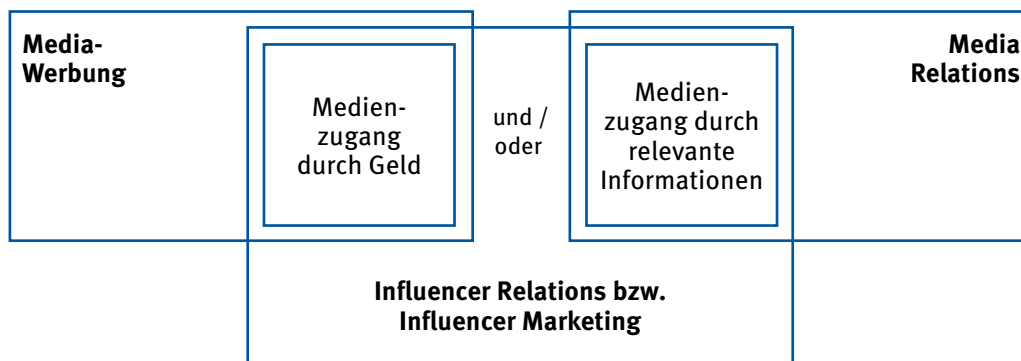 Media-
Werbung
Medien-
zugang
durch Geld
und /
oder
Medien-
zugang durch
relevante
Informationen
Media
Relations
Influencer Relations bzw.
Influencer Marketing